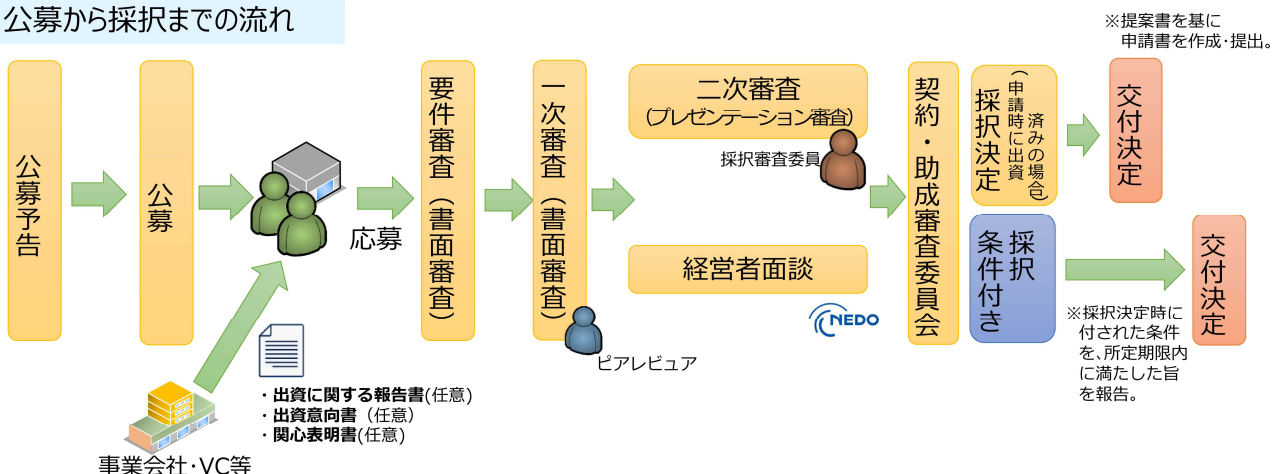 公募から採択までの流れ
公募予告
公募
応募
要件審査（書面審査）
一次審査（書面審査）
ピアレビュア
二次審査
（プレゼンテーション審査）
採択審査委員
経営者面談
NEDO
契約・助成審査委員会
採択決定
（申請時に出資
済みの場合）
※提案書を基に
申請書を作成・提出。
交付決定
条件付き
採択
※採択決定時に
付された条件
を、所定期限内
に満たした旨
を報告。
交付決定
・出資に関する報告書(任意)
・出資意向書（任意）
・関心表明書(任意)
事業会社・VC等